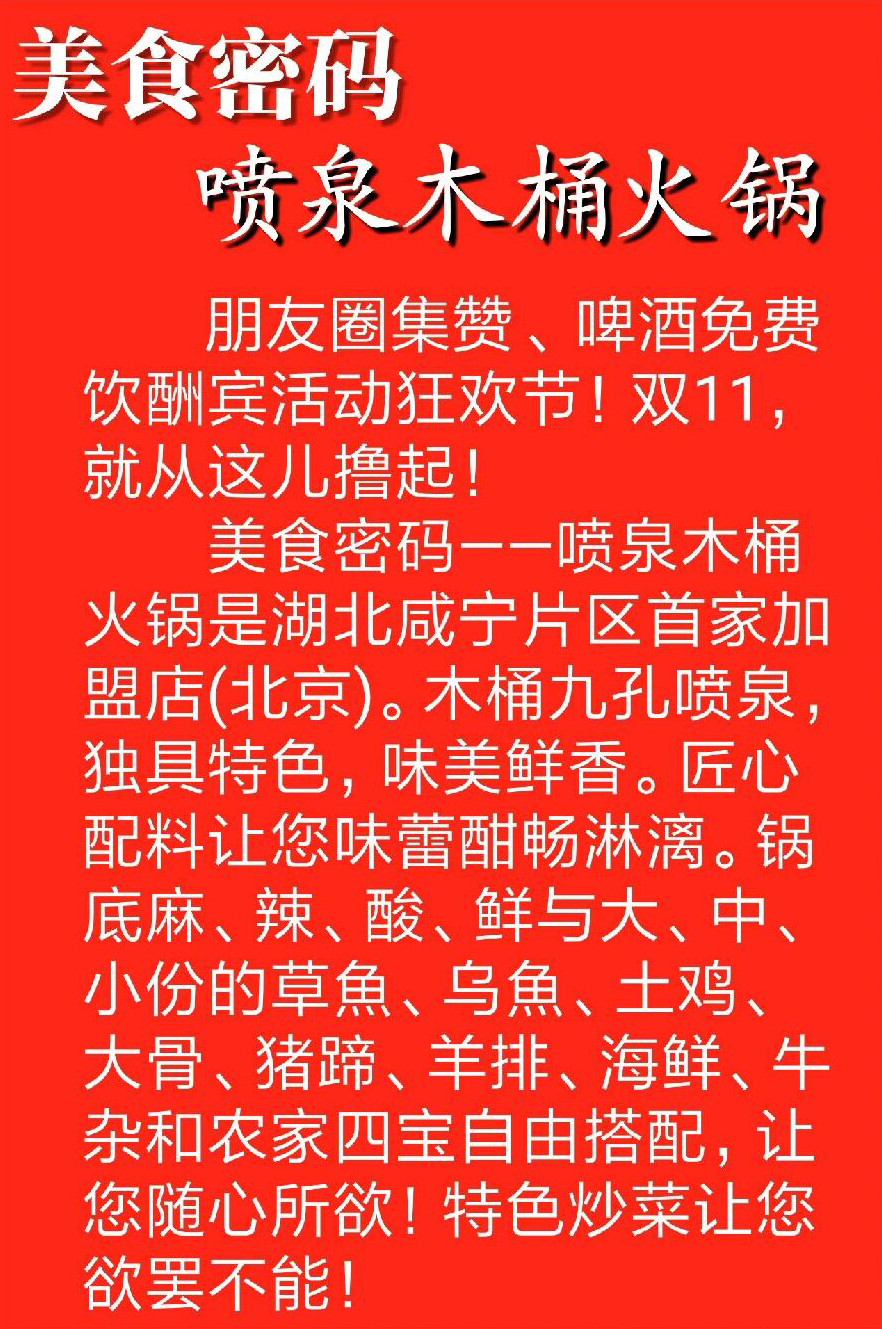 美食密码
喷泉木桶火锅
朋友圈集赞、啤酒免费
饮酬宾活动狂欢节！双11，
就从这儿撸起！
美食密码——喷泉木桶
火锅是湖北咸宁片区首家加
盟店(北京)。木桶九孔喷泉，
独具特色，味美鲜香。匠心
配料让您味蕾酣畅淋漓。锅
底麻、辣、酸、鲜与大、中、
小份的草魚、乌魚、土鸡、
大骨、猪蹄、羊排、海鲜、牛
杂和农家四宝自由搭配，让
您随心所欲！特色炒菜让您
欲罢不能！